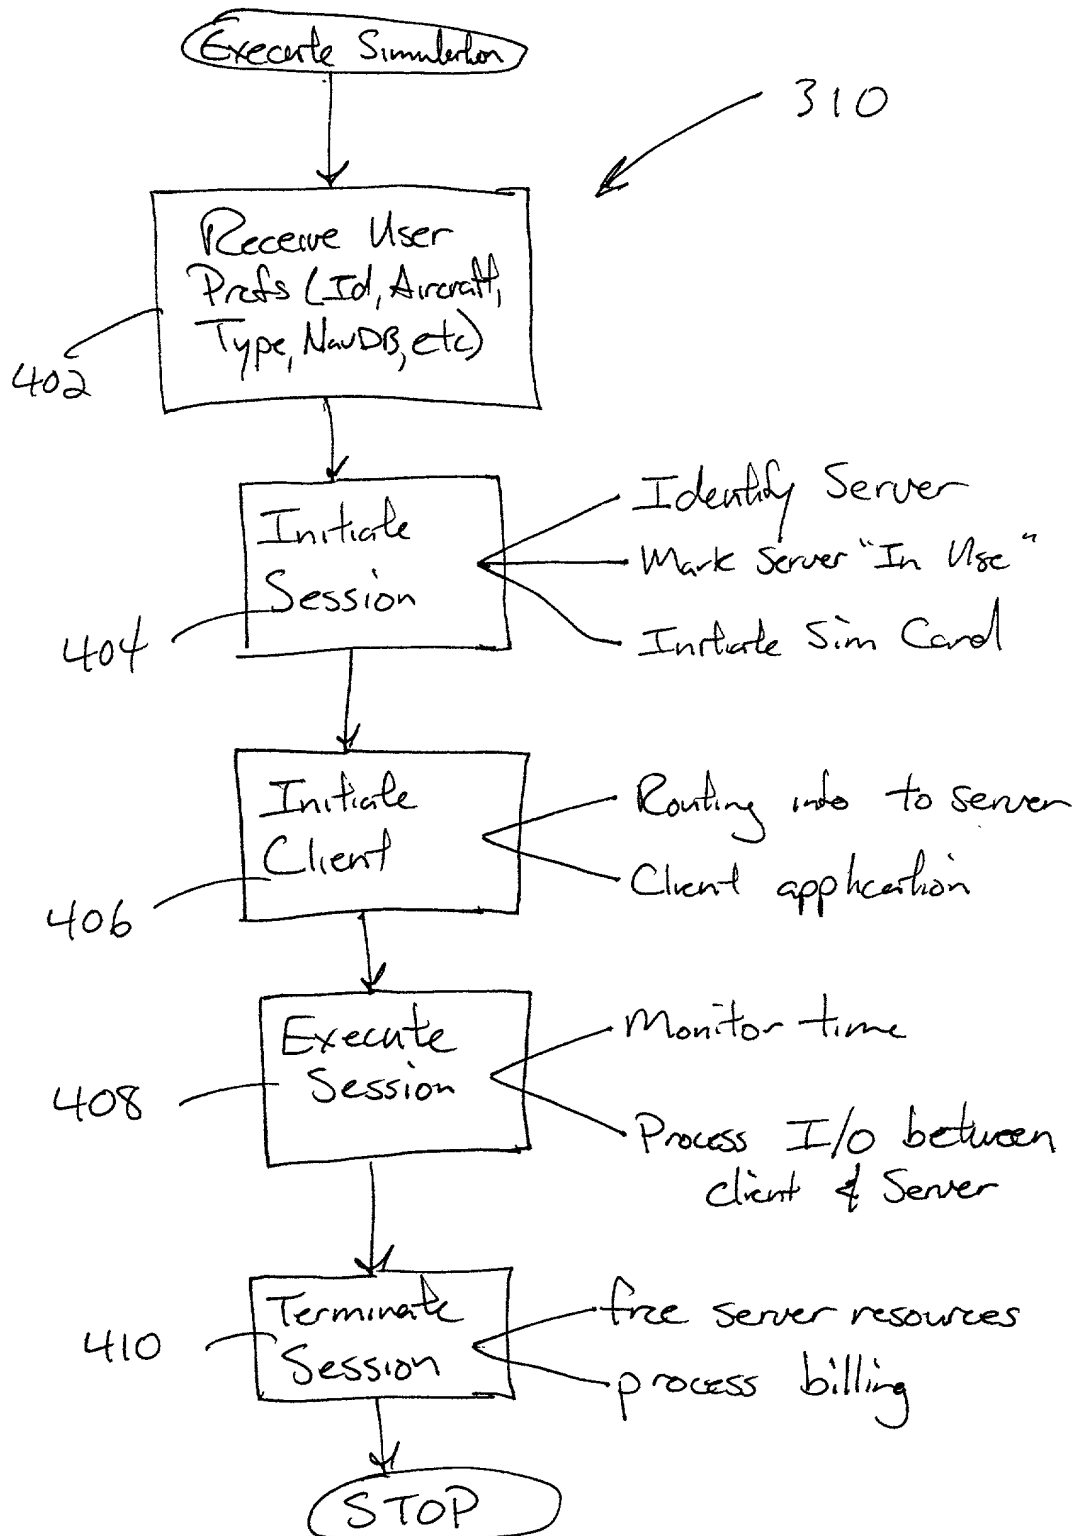 Execute Simulation
310
Receive User
Prefs (Id, Aircraft,
Type, NavDB, etc)
402
Initiate
Session
404
Identify Server
Mark Server "In Use"
Initiate Sim Card
Initiate
Client
406
Routing info to server
Client application
Execute
Session
408
Monitor time
Process I/O between
client & Server
Terminate
Session
410
free server resources
process billing
STOP